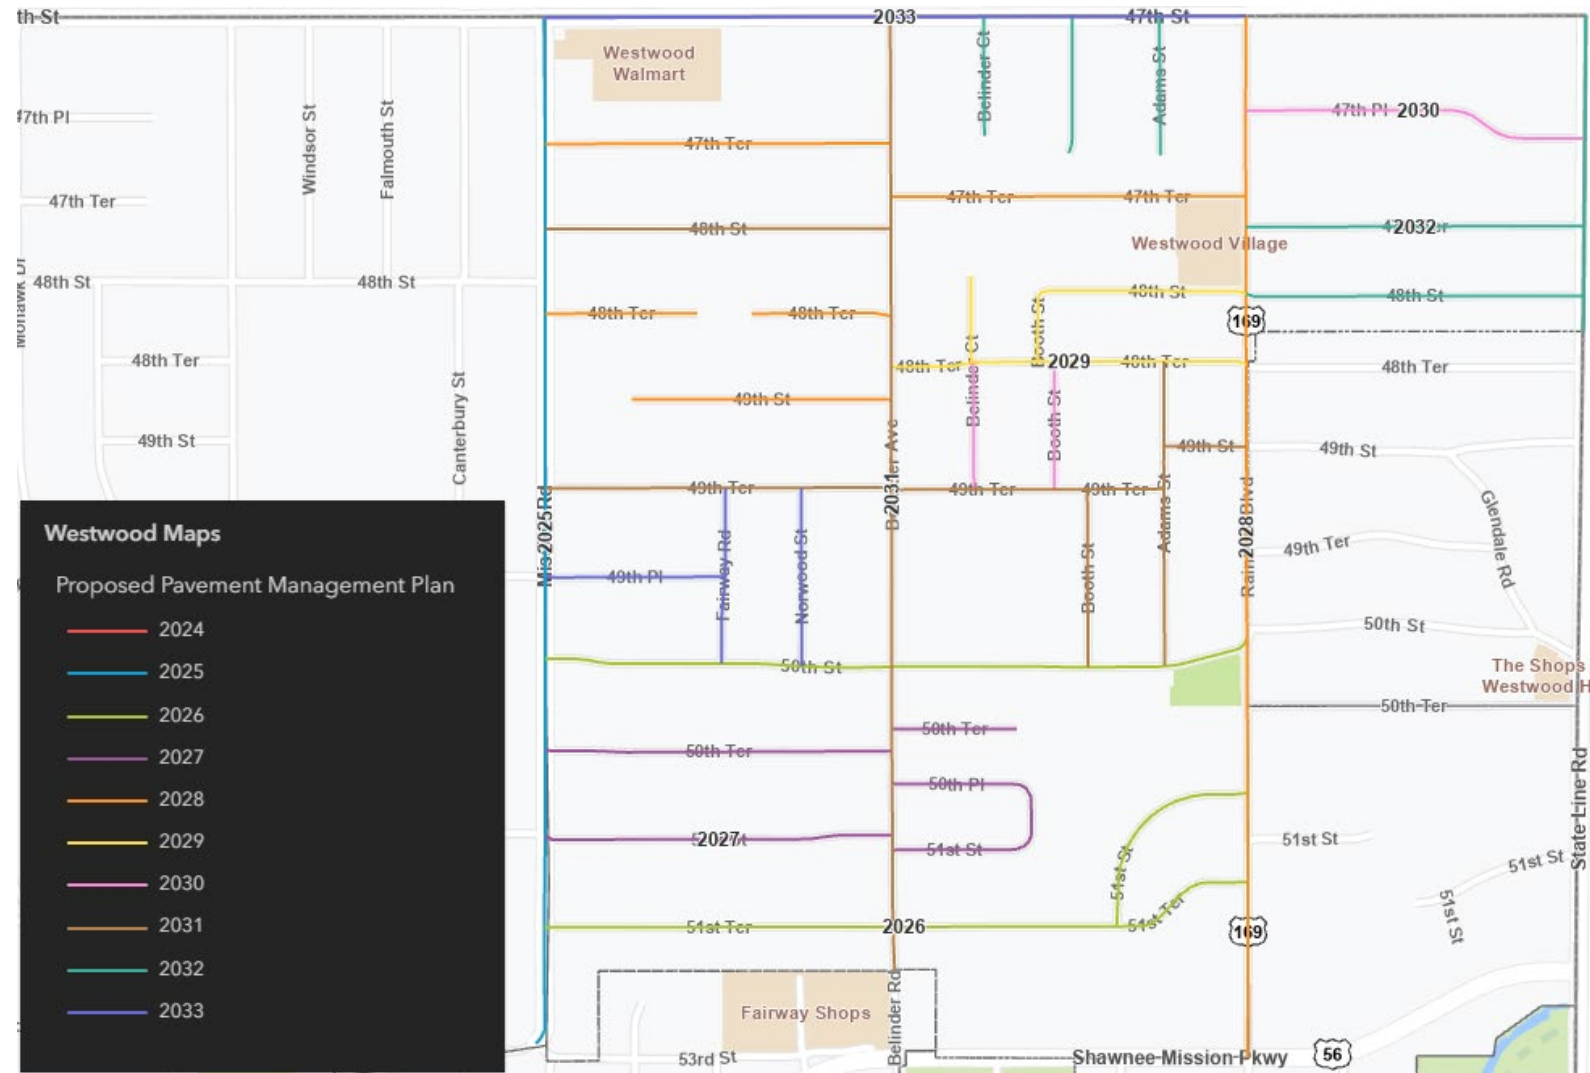 th St
2033
47th St
Westwood
Walmart
Belinder Ct
Adams St
47th Pl
Windsor St
Falmouth St
47th Pl
2030
47th Ter
47th Ter
47th Ter
47th Ter
48th St
2032
Westwood Village
48th St
48th St
48th St
48th St
Mohawk Dr
48th Ter
48th Ter
Booth St
169
48th Ter
48th Ter
2029
48th Ter
48th Ter
Canterbury St
Belinder Ct
49th St
Booth St
49th St
49th St
49th St
49th Ter
49th Ter
49th Ter
2031
Adams St
2025
Rd
2028
Blvd
Glendale Rd
49th Ter
49th Pl
Fairway Rd
Norwood St
Booth St
50th St
50th St
The Shops
Westwood H
50th Ter
50th Ter
50th Ter
50th Pl
State Line Rd
2027
51st St
51st St
51st St
51st St
51st St
51st Ter
2026
51st Ter
169
Fairway Shops
Belinder Rd
53rd St
Shawnee Mission Pkwy
56
Westwood Maps
Proposed Pavement Management Plan
2024
2025
2026
2027
2028
2029
2030
2031
2032
2033